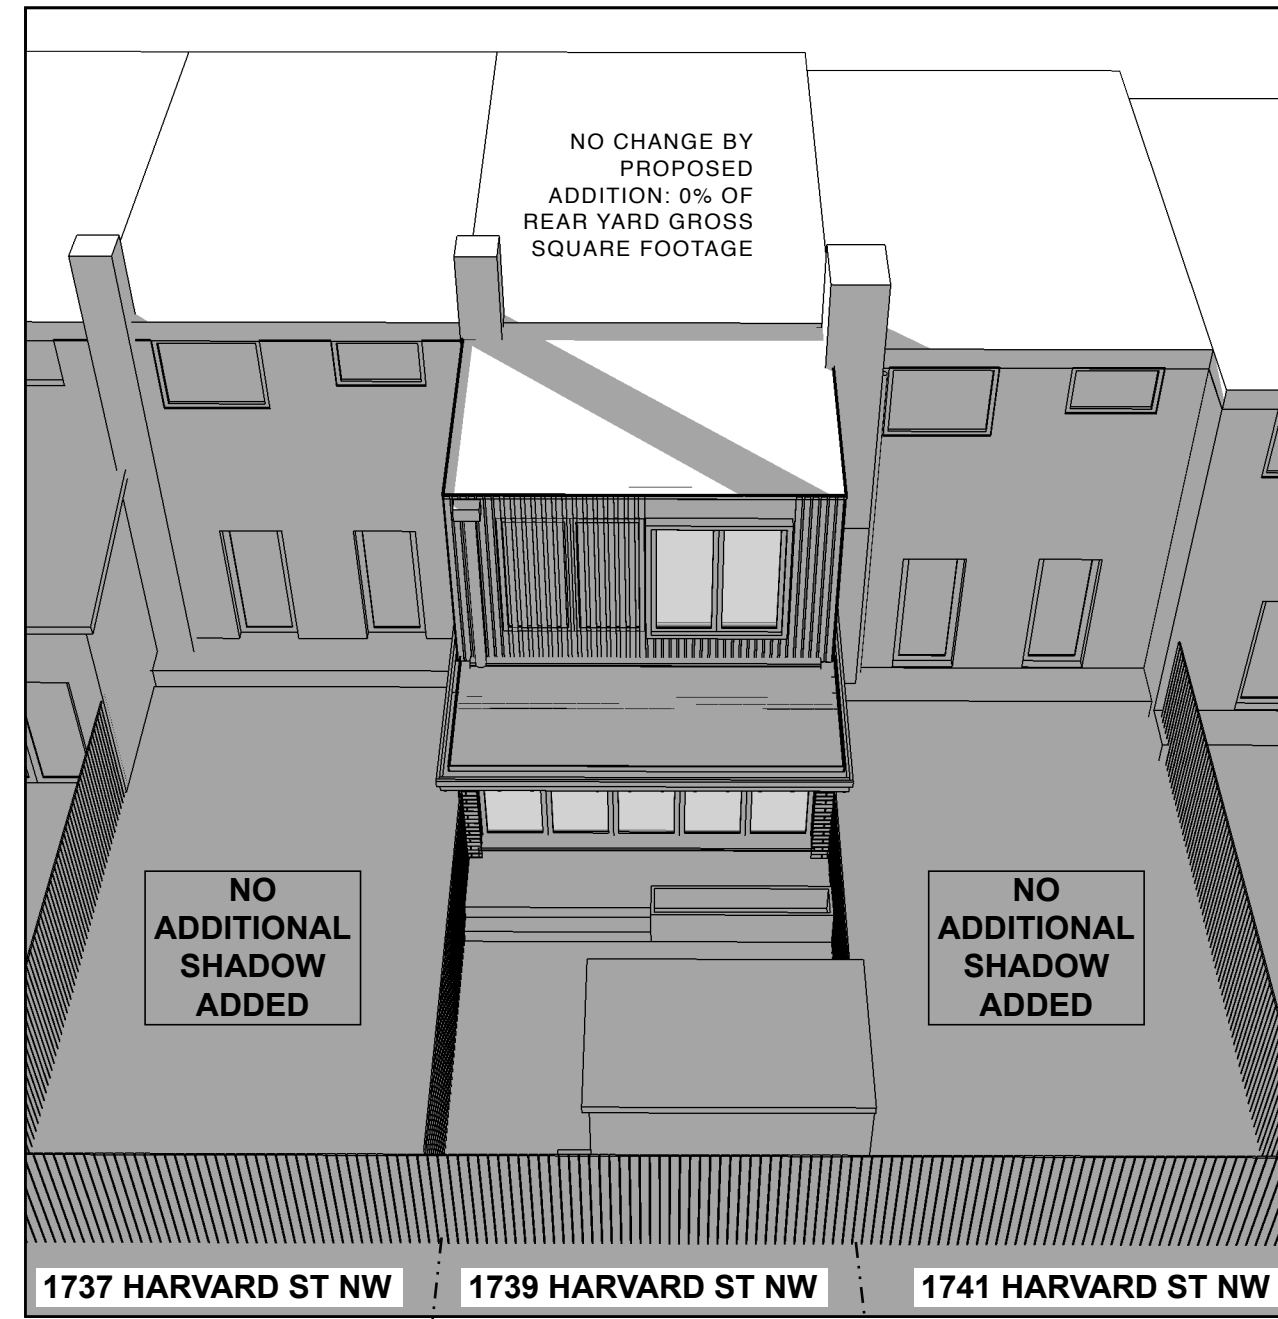 NO CHANGE BY
PROPOSED
ADDITION: 0% OF
REAR YARD GROSS
SQUARE FOOTAGE
NO
ADDITIONAL
SHADOW
ADDED
NO
ADDITIONAL
SHADOW
ADDED
1737 HARVARD ST NW
1739 HARVARD ST NW
1741 HARVARD ST NW